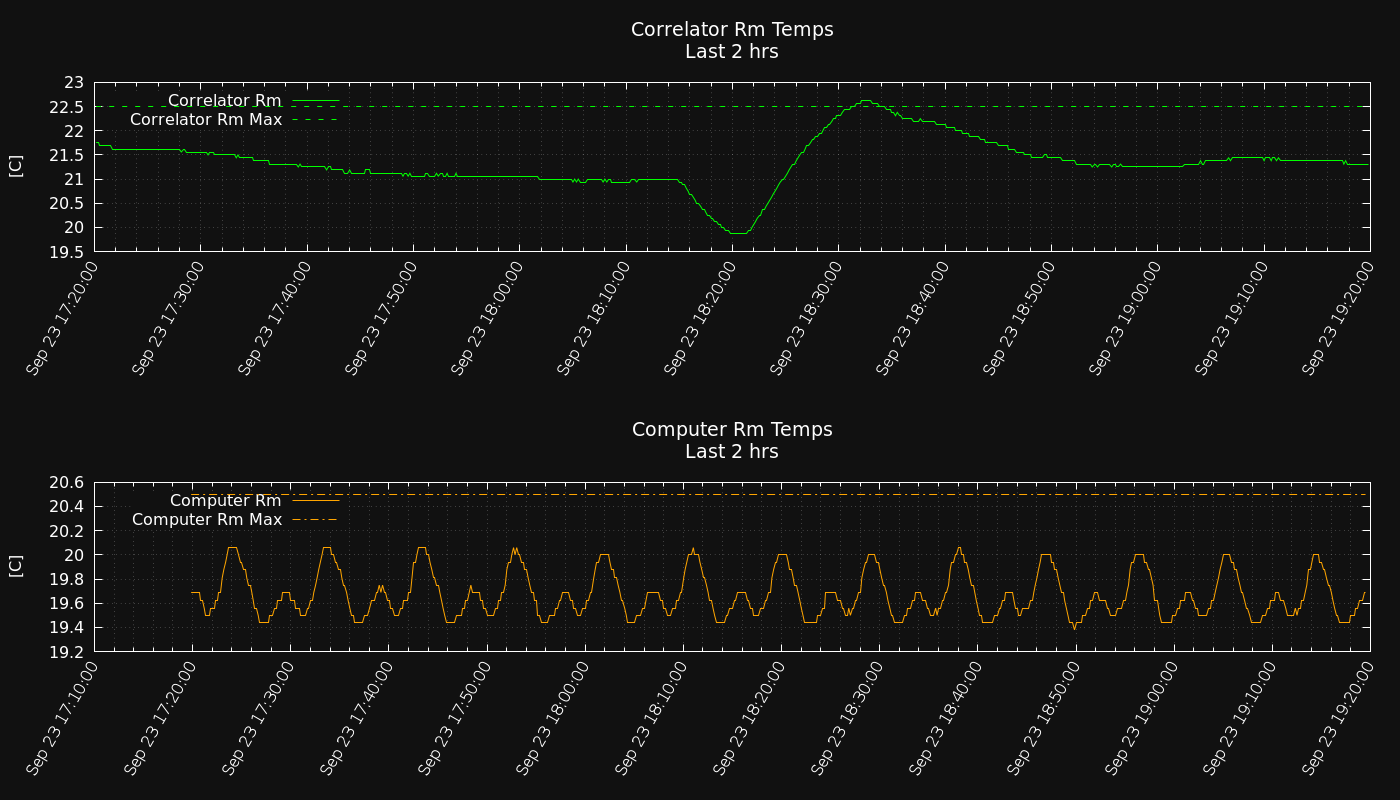 Correlator Rm Temps
Last 2 hrs
23
22.5
22
21.5
21
20.5
20
19.5
[C]
Correlator Rm
Correlator Rm Max
Sep 23 17:20:00
Sep 23 17:30:00
Sep 23 17:40:00
Sep 23 17:50:00
Sep 23 18:00:00
Sep 23 18:10:00
Sep 23 18:20:00
Sep 23 18:30:00
Sep 23 18:40:00
Sep 23 18:50:00
Sep 23 19:00:00
Sep 23 19:10:00
Sep 23 19:20:00
Computer Rm Temps
Last 2 hrs
20.6
20.4
20.2
20
19.8
19.6
19.4
19.2
[C]
Computer Rm
Computer Rm Max
Sep 23 17:10:00
Sep 23 17:20:00
Sep 23 17:30:00
Sep 23 17:40:00
Sep 23 17:50:00
Sep 23 18:00:00
Sep 23 18:10:00
Sep 23 18:20:00
Sep 23 18:30:00
Sep 23 18:40:00
Sep 23 18:50:00
Sep 23 19:00:00
Sep 23 19:10:00
Sep 23 19:20:00